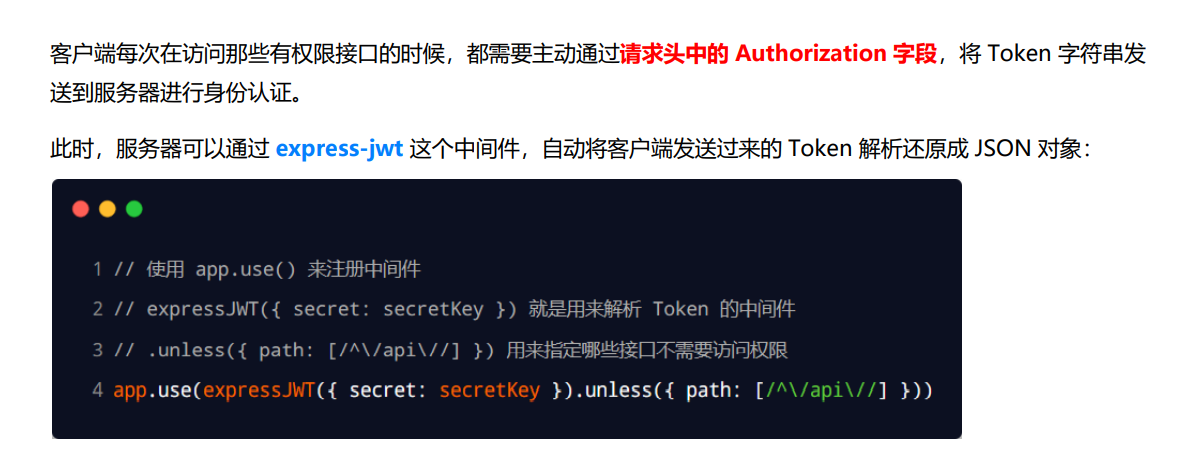 客户端每次在访问那些有权限接口的时候，都需要主动通过请求头中的 Authorization 字段，将 Token 字符串发
送到服务器进行身份认证。
此时，服务器可以通过 express-jwt 这个中间件，自动将客户端发送过来的 Token 解析还原成 JSON 对象：
1 // 使用 app.use() 来注册中间件
2 // expressJWT({ secret: secretKey }) 就是用来解析 Token 的中间件
3 // .unless({ path: [/^\/api\//] }) 用来指定哪些接口不需要访问权限
4 app.use(expressJWT({ secret: secretKey }).unless({ path: [/^\/api\//] }))